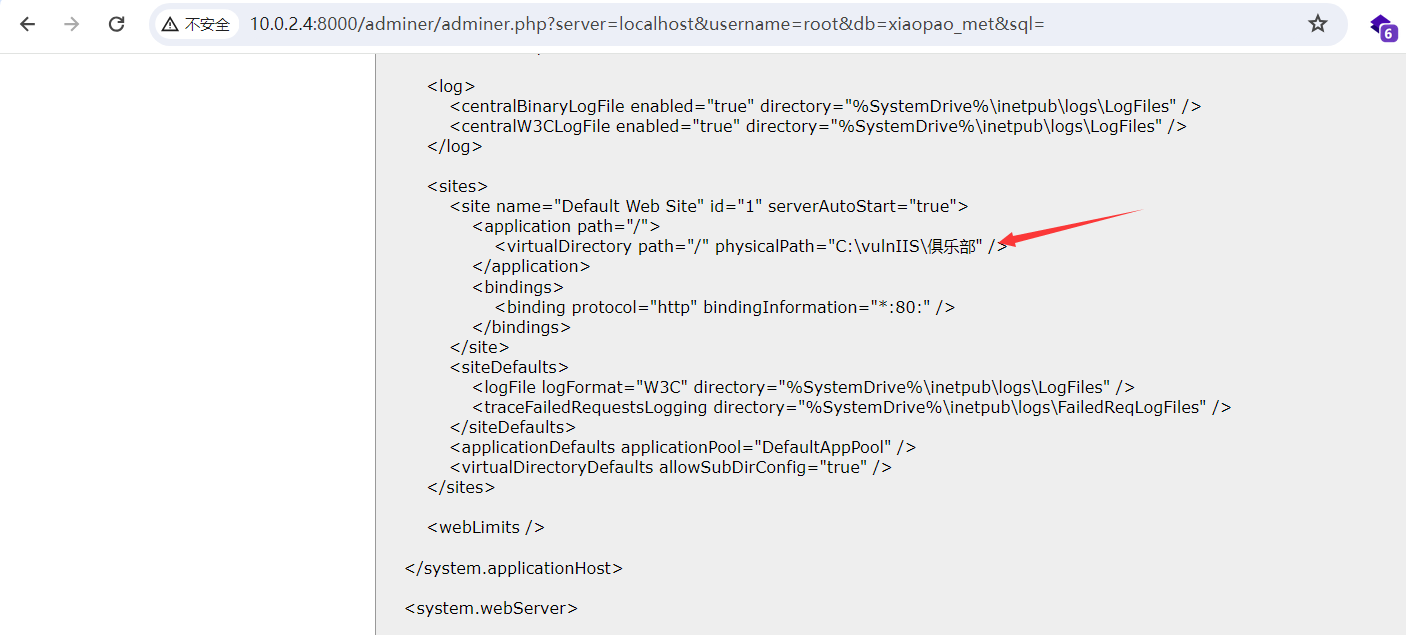 不安全 10.0.2.4:8000/adminer/adminer.php?server=localhost&username=root&db=xiaopao_met&sql=
6
<log>
<centralBinaryLogFile enabled="true" directory="%SystemDrive%\inetpub\logs\LogFiles" />
<centralW3CLogFile enabled="true" directory="%SystemDrive%\inetpub\logs\LogFiles" />
</log>
<sites>
<site name="Default Web Site" id="1" serverAutoStart="true">
<application path="/">
<virtualDirectory path="/" physicalPath="C:\vulnIIS\俱乐部" />
</application>
<bindings>
<binding protocol="http" bindingInformation="*:80:" />
</bindings>
</site>
<siteDefaults>
<logFile logFormat="W3C" directory="%SystemDrive%\inetpub\logs\LogFiles" />
<traceFailedRequestsLogging directory="%SystemDrive%\inetpub\logs\FailedReqLogFiles" />
</siteDefaults>
<applicationDefaults applicationPool="DefaultAppPool" />
<virtualDirectoryDefaults allowSubDirConfig="true" />
</sites>
<webLimits />
</system.applicationHost>
<system.webServer>